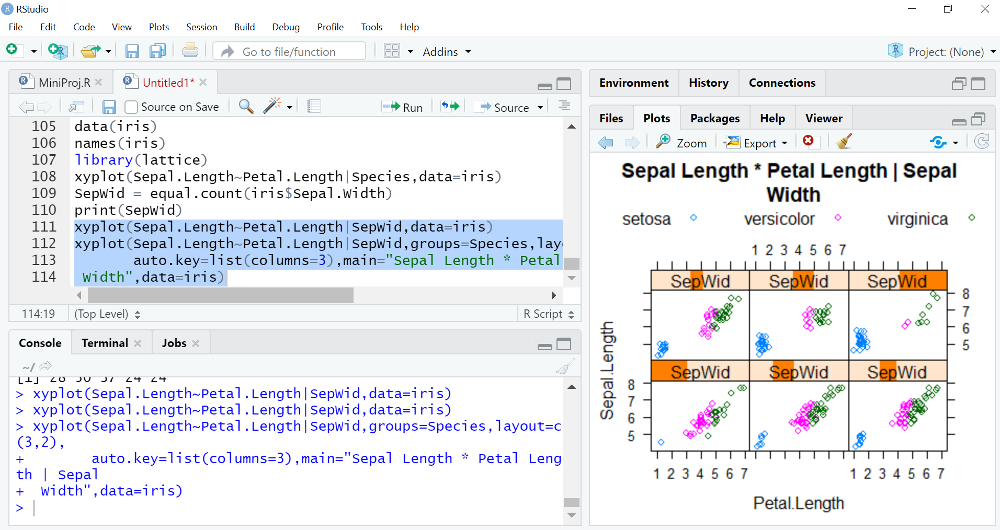 RStudio
File Edit Code View Plots Session Build Debug Profile Tools Help
Go to file/function
Addins
Project: (None)
MiniProj.R
Untitled1*
Source on Save
Run
Source
105 data(iris)
106 names(iris)
107 library(lattice)
108 xyplot(Sepal.Length~Petal.Length|Species,data=iris)
109 SepWid = equal.count(iris$Sepal.Width)
110 print(SepWid)
111 xyplot(Sepal.Length~Petal.Length|SepWid,data=iris)
112 xyplot(Sepal.Length~Petal.Length|SepWid,groups=Species,lay
113 auto.key=list(columns=3),main="Sepal Length * Petal
114 Width",data=iris)
114:19 (Top Level) R Script
Console Terminal Jobs
~/
> xyplot(Sepal.Length~Petal.Length|SepWid,data=iris)
> xyplot(Sepal.Length~Petal.Length|SepWid,data=iris)
> xyplot(Sepal.Length~Petal.Length|SepWid,groups=Species,layout=c
(3,2),
+ auto.key=list(columns=3),main="Sepal Length * Petal Leng
th | Sepal
+ Width",data=iris)
>
Environment History Connections
Files Plots Packages Help Viewer
Zoom Export
Sepal Length * Petal Length | Sepal
Width
setosa versicolor virginica
1 2 3 4 5 6 7
SepWid SepWid SepWid
8
7
6
5
SepWid SepWid SepWid
8
7
6
5
Sepal.Length
1 2 3 4 5 6 7 1 2 3 4 5 6 7
Petal.Length